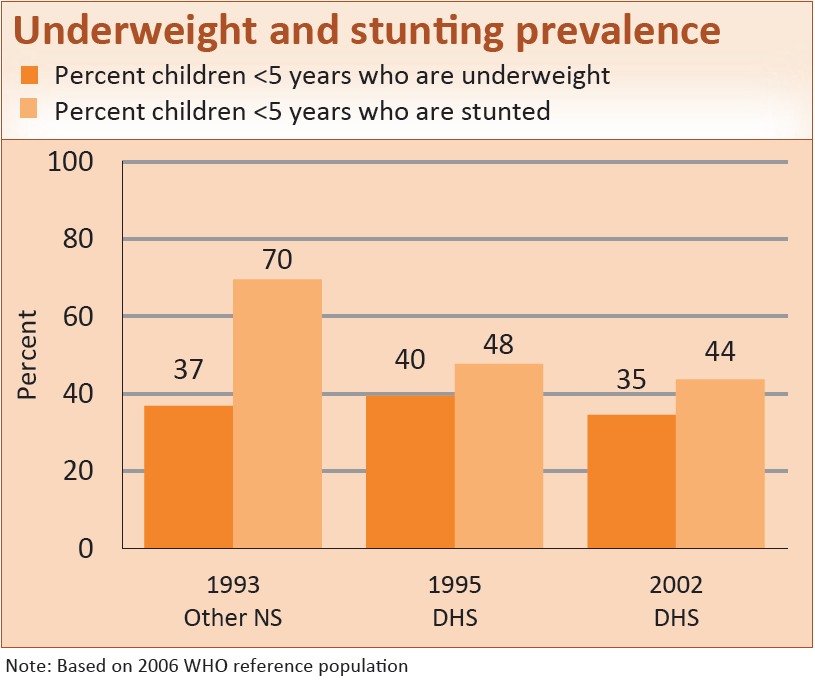 Underweight and stunting prevalence
Percent children <5 years who are underweight
Percent children <5 years who are stunted
100
80
60
40
20
0
Percent
37
70
40
48
35
44
1993
Other NS
1995
DHS
2002
DHS
Note: Based on 2006 WHO reference population